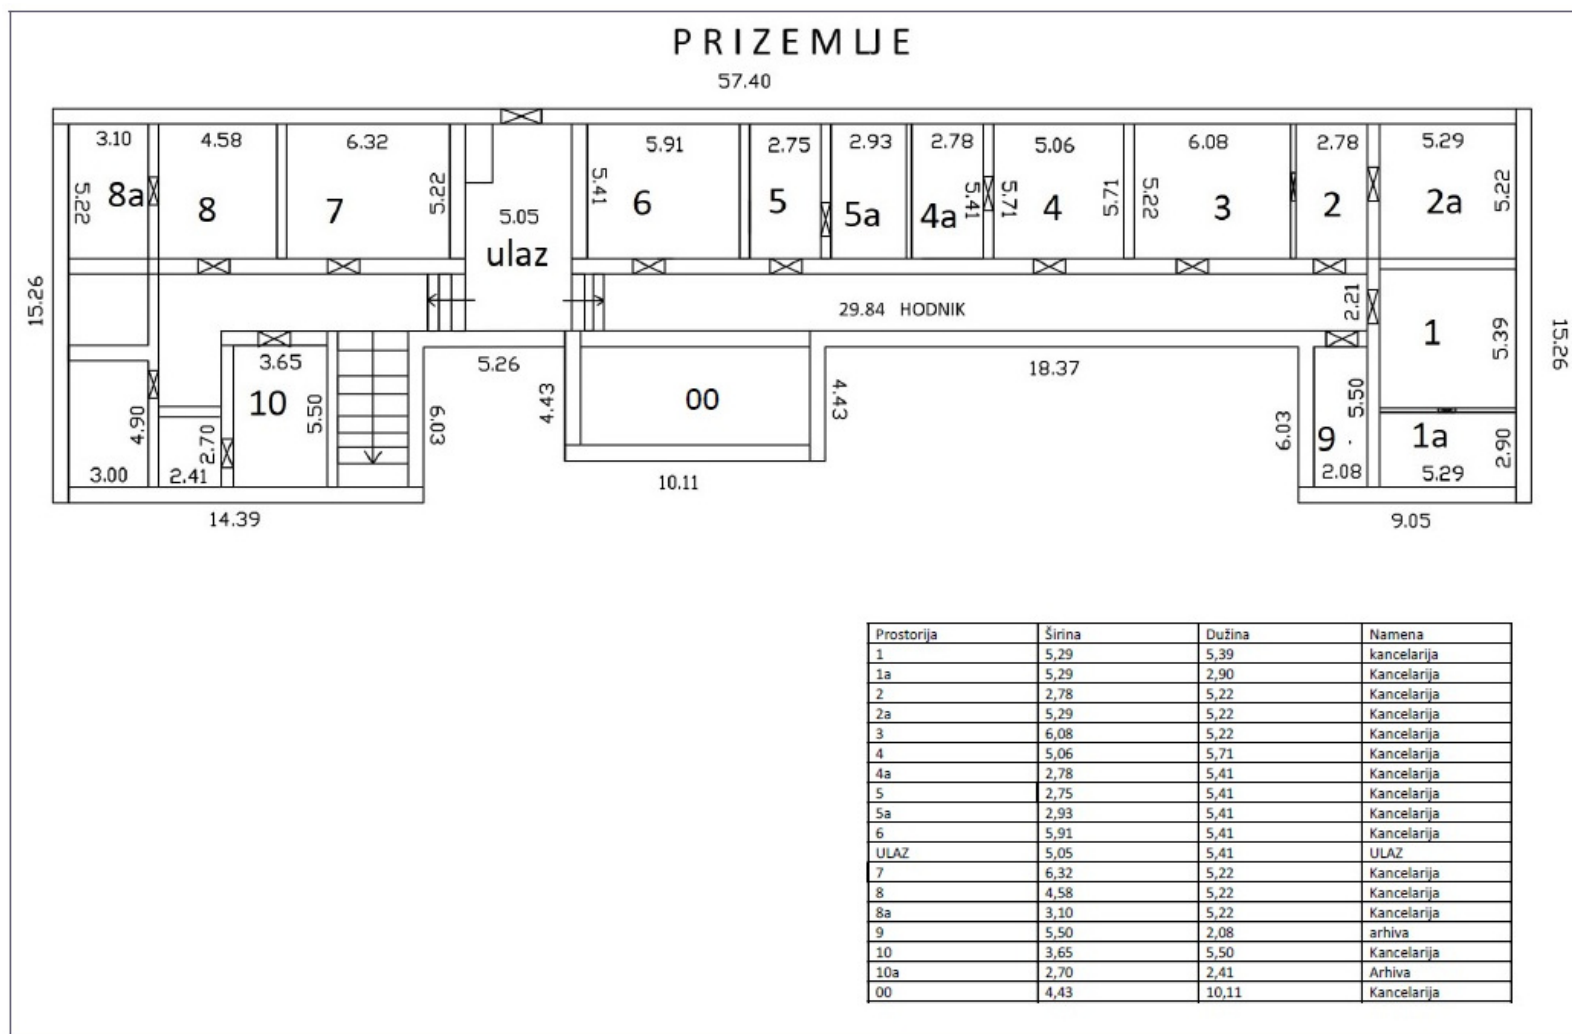 PRIZEMLJE
57.40
3.10 4.58 6.32 5.91 2.75 2.93 2.78 5.06 6.08 2.78 5.29
5.22 8a 8 7 5.22 5.05 5.41 6 5 5a 4a 5.41 5.71 4 5.71 5.22 3 2 2a 5.22
ulaz
15.26 29.84 HODNIK 2.21 1 5.39 15.26
3.65 5.26 18.37
10 5.50 6.03 4.43 00 4.43 6.03 5.50
4.90 2.70 9 1a 2.90
3.00 2.41 2.08 5.29
10.11
14.39 9.05
Prostorija Širina Dužina Namena
1 5,29 5,39 kancelarija
1a 5,29 2,90 Kancelarija
2 2,78 5,22 Kancelarija
2a 5,29 5,22 Kancelarija
3 6,08 5,22 Kancelarija
4 5,06 5,71 Kancelarija
4a 2,78 5,41 Kancelarija
5 2,75 5,41 Kancelarija
5a 2,93 5,41 Kancelarija
6 5,91 5,41 Kancelarija
ULAZ 5,05 5,41 ULAZ
7 6,32 5,22 Kancelarija
8 4,58 5,22 Kancelarija
8a 3,10 5,22 Kancelarija
9 5,50 2,08 arhiva
10 3,65 5,50 Kancelarija
10a 2,70 2,41 Arhiva
00 4,43 10,11 Kancelarija